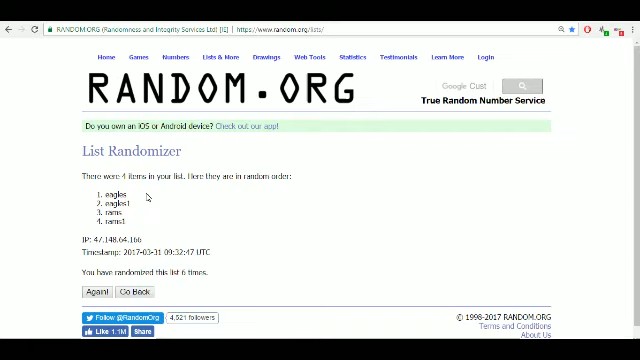 RANDOM.ORG (Randomness and Integrity Services Ltd) [IE] | https://www.random.org/lists/
Home Games Numbers Lists & More Drawings Web Tools Statistics Testimonials Learn More Login
RANDOM.ORG
Google Cust
True Random Number Service
Do you own an iOS or Android device? Check out our app!
List Randomizer
There were 4 items in your list. Here they are in random order:
1. eagles
2. eagles1
3. rams
4. rams1
IP: 47.148.64.166
Timestamp: 2017-03-31 09:32:47 UTC
You have randomized this list 6 times.
Again! Go Back
Follow @RandomOrg 4,521 followers
Like 1.1M Share
© 1998-2017 RANDOM.ORG
Terms and Conditions
About Us